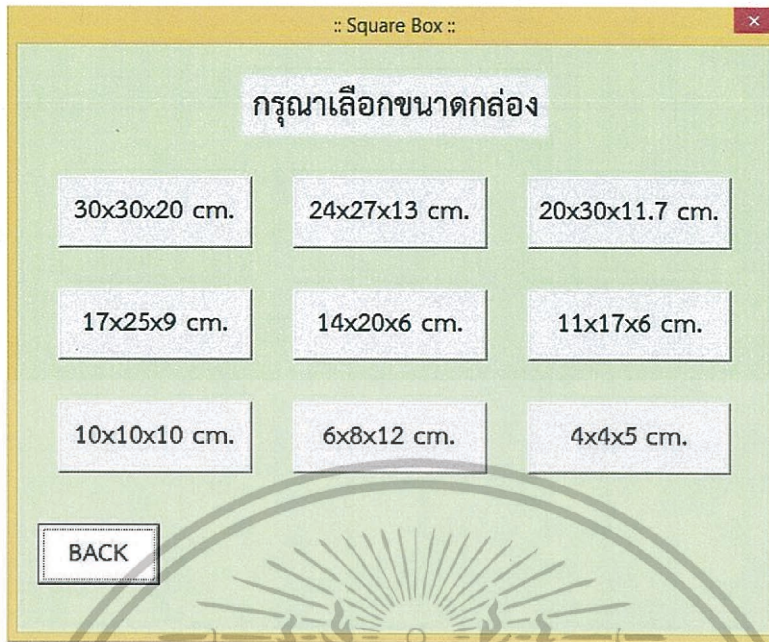 :: Square Box ::
กรุณาเลือกขนาดกล่อง
30x30x20 cm. 24x27x13 cm. 20x30x11.7 cm.
17x25x9 cm. 14x20x6 cm. 11x17x6 cm.
10x10x10 cm. 6x8x12 cm. 4x4x5 cm.
BACK